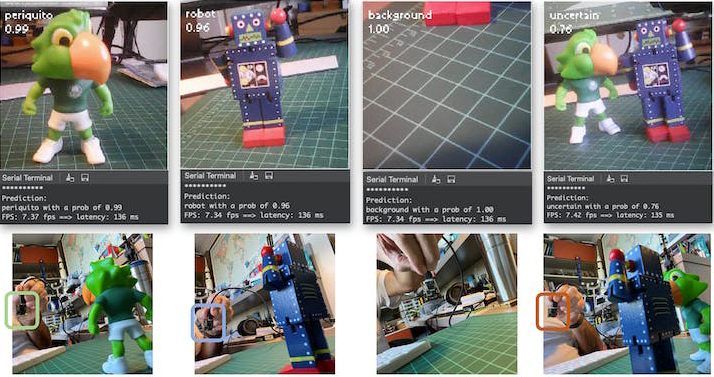 periquito
0.99
Serial Terminal
**********
Prediction:
periquito with a prob of 0.99
FPS: 7.37 fps ==> latency: 136 ms
robot
0.96
Serial Terminal
**********
Prediction:
robot with a prob of 0.96
FPS: 7.34 fps ==> latency: 136 ms
background
1.00
Serial Terminal
**********
Prediction:
background with a prob of 1.00
FPS: 7.34 fps ==> latency: 136 ms
uncertain
0.76
Serial Terminal
**********
Prediction:
uncertain with a prob of 0.76
FPS: 7.42 fps ==> latency: 135 ms